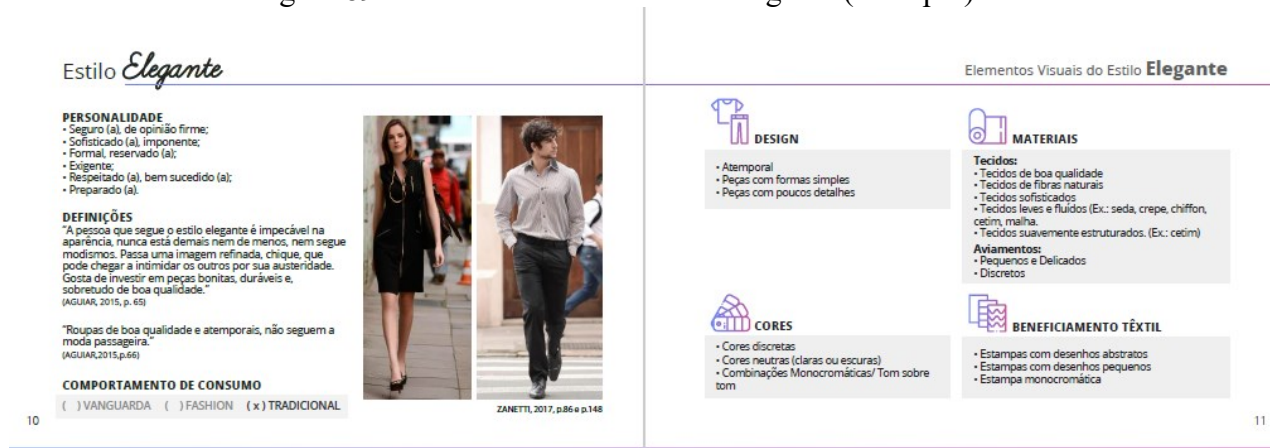 Estilo Elegante
PERSONALIDADE
• Seguro (a), de opinião firme;
• Sofisticado (a), imponente;
• Formal, reservado (a);
• Exigente;
• Respeitado (a), bem sucedido (a);
• Preparado (a).
DEFINIÇÕES
"A pessoa que segue o estilo elegante é impecável na
aparência, nunca está demais nem de menos, nem segue
modismos. Passa uma imagem refinada, chique, que
pode chegar a intimidar os outros por sua austeridade.
Gosta de investir em peças bonitas, duráveis e,
sobretudo de boa qualidade."
(AGUIAR, 2015, p. 65)
"Roupas de boa qualidade e atemporais, não seguem a
moda passageira."
(AGUIAR,2015,p.66)
COMPORTAMENTO DE CONSUMO
( ) VANGUARDA ( ) FASHION ( x ) TRADICIONAL
ZANETTI, 2017, p.86 e p.148
10
Elementos Visuais do Estilo Elegante
DESIGN
• Atemporal
• Peças com formas simples
• Peças com poucos detalhes
MATERIAIS
Tecidos:
• Tecidos de boa qualidade
• Tecidos de fibras naturais
• Tecidos sofisticados
• Tecidos leves e fluídos (Ex.: seda, crepe, chiffon,
cetim, malha.
• Tecidos suavemente estruturados. (Ex.: cetim)
Aviamentos:
• Pequenos e Delicados
• Discretos
CORES
• Cores discretas
• Cores neutras (claras ou escuras)
• Combinações Monocromáticas/ Tom sobre
tom
BENEFICIAMENTO TÊXTIL
• Estampas com desenhos abstratos
• Estampas com desenhos pequenos
• Estampa monocromática
11